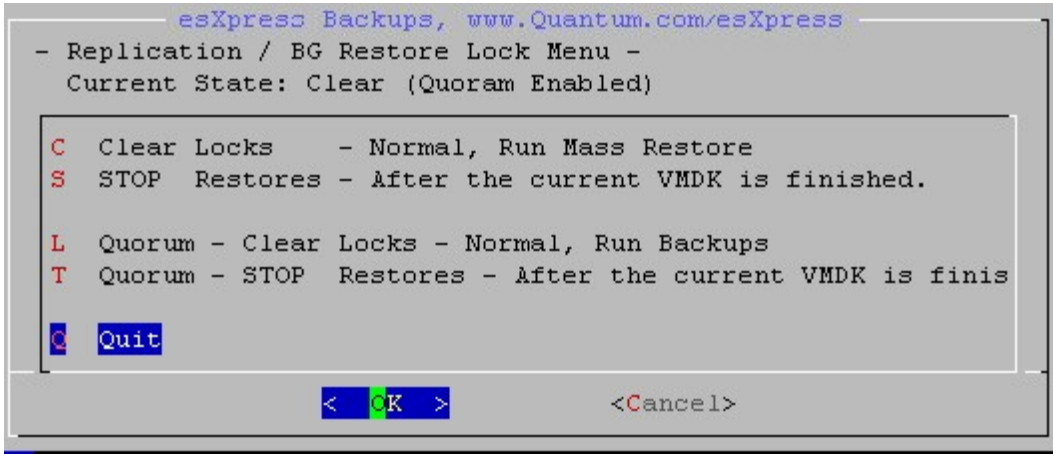 esXpress Backups, www.Quantum.com/esXpress
- Replication / BG Restore Lock Menu -
Current State: Clear (Quoram Enabled)
C Clear Locks - Normal, Run Mass Restore
S STOP Restores - After the current VMDK is finished.
L Quorum - Clear Locks - Normal, Run Backups
T Quorum - STOP Restores - After the current VMDK is finis
Q Quit
< OK > <Cancel>